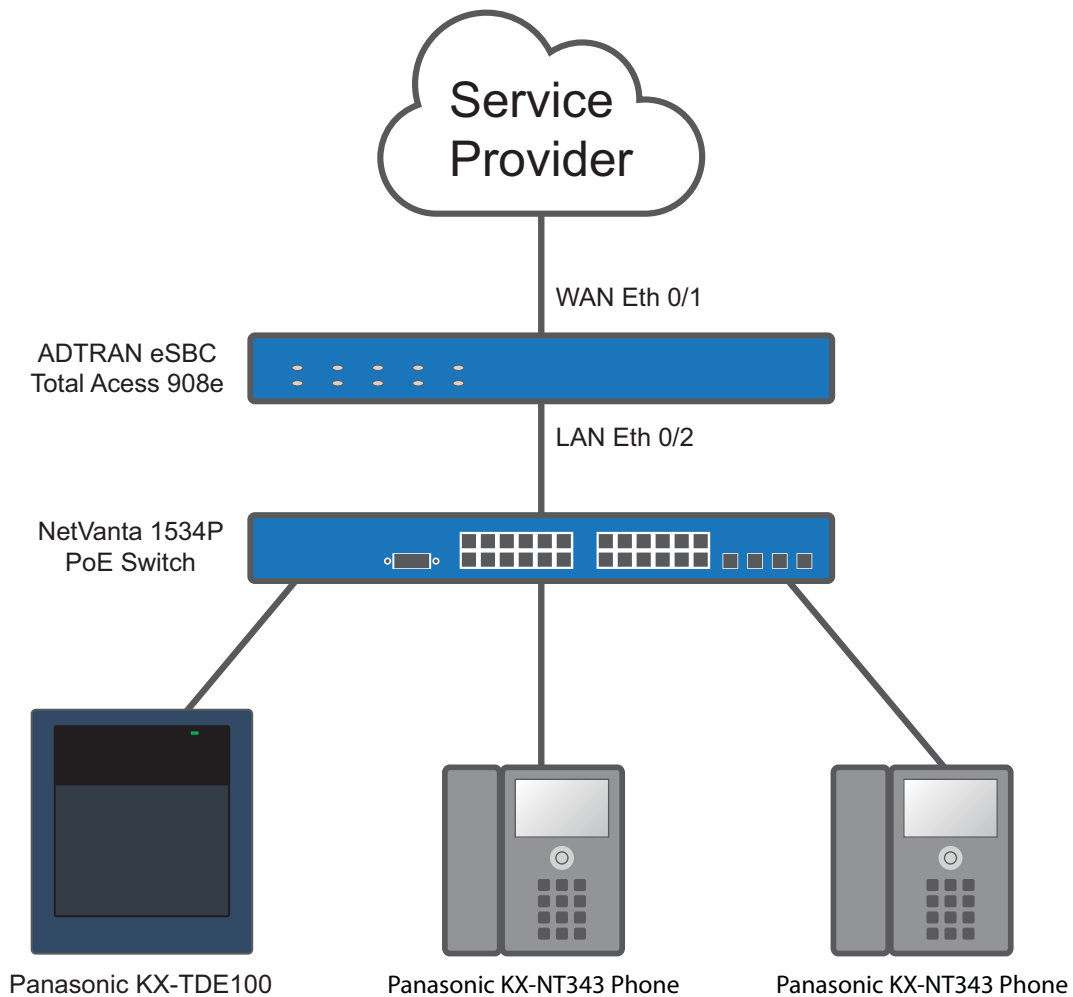 Service
Provider
WAN Eth 0/1
ADTRAN eSBC
Total Acess 908e
LAN Eth 0/2
NetVanta 1534P
PoE Switch
Panasonic KX-TDE100
Panasonic KX-NT343 Phone
Panasonic KX-NT343 Phone